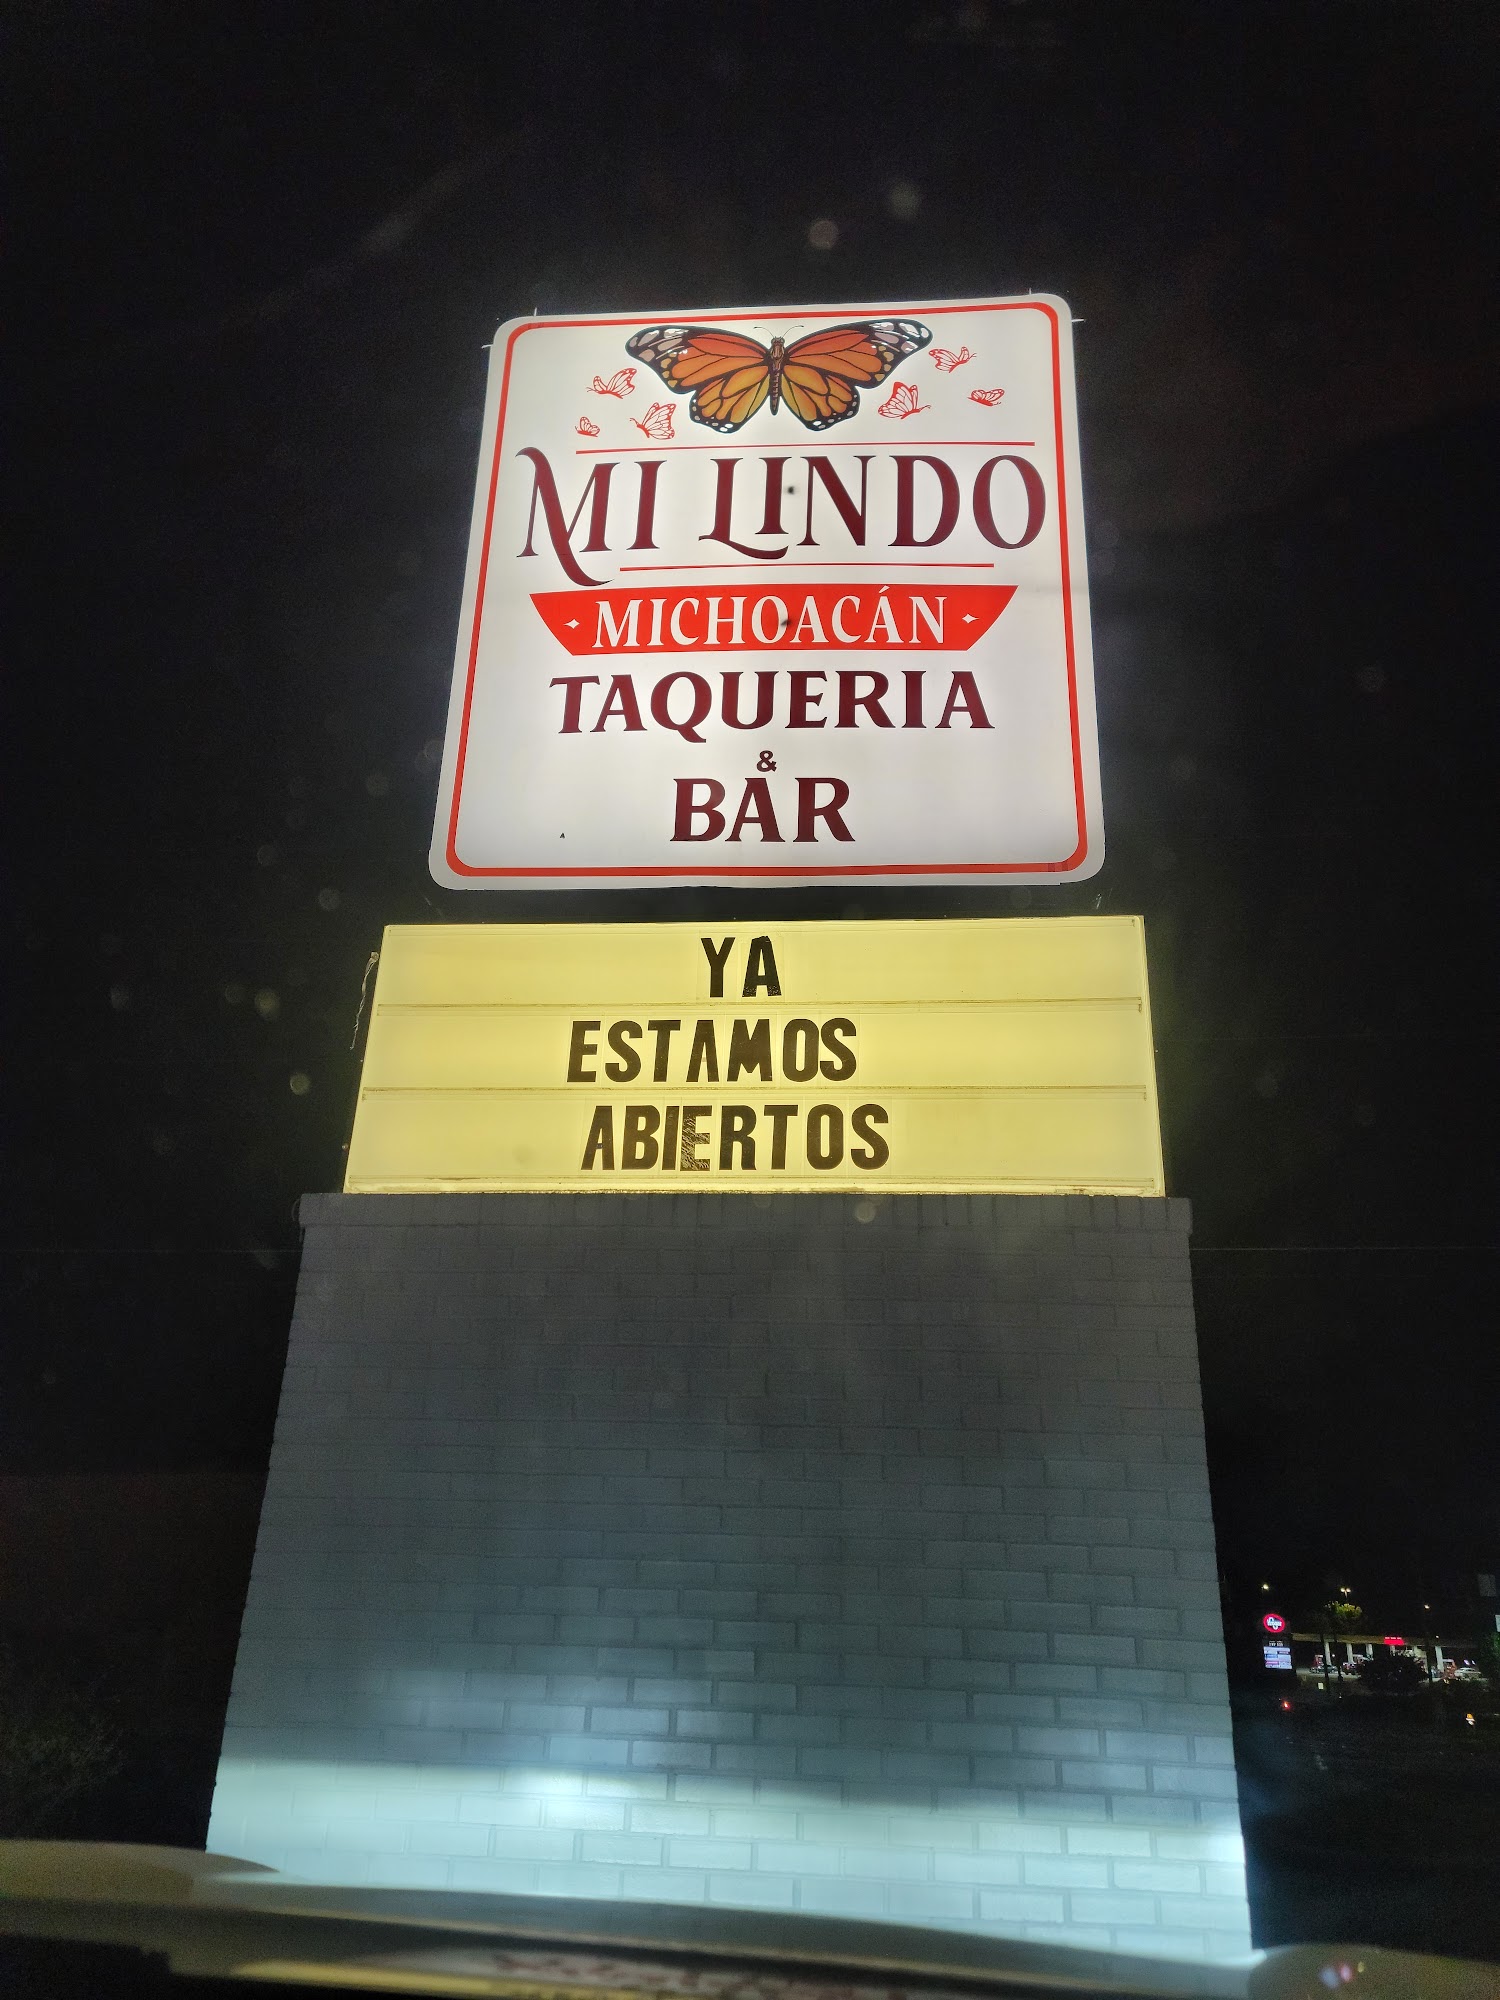 MI LINDO
· MICHOACÁN ·
TAQUERIA
&
BAR
YA
ESTAMOS
ABIERTOS